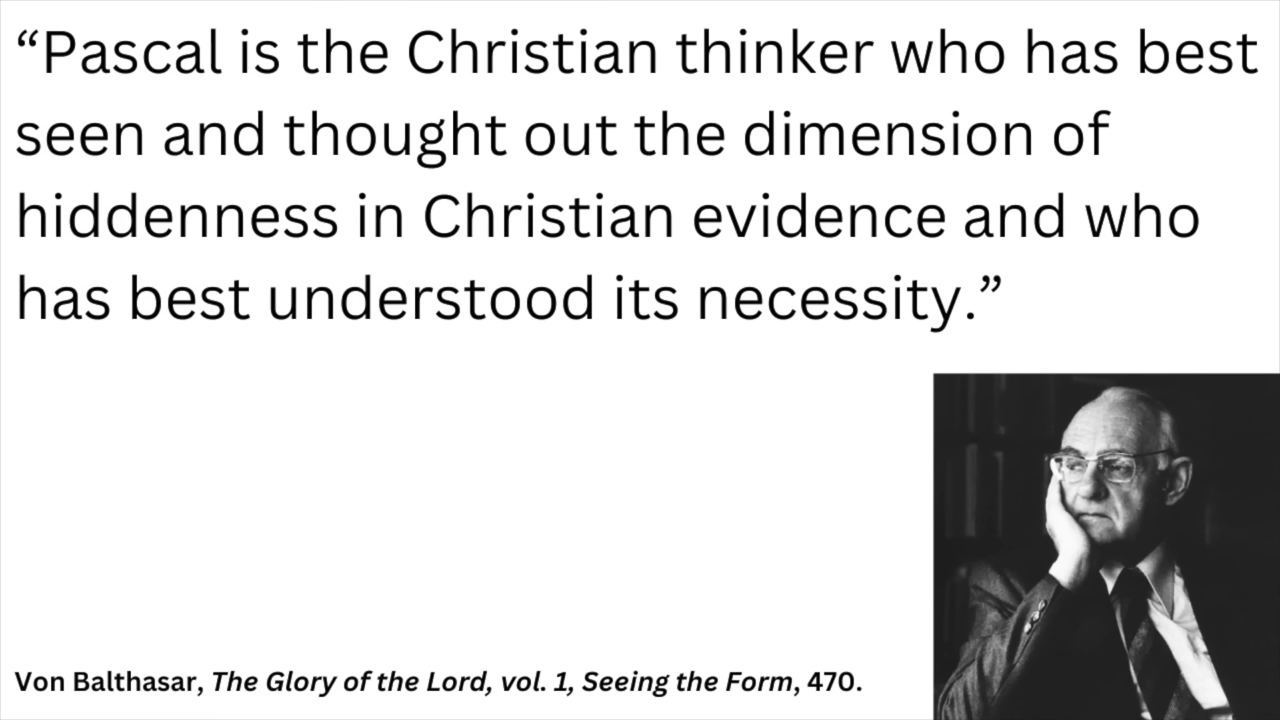 “Pascal is the Christian thinker who has best
seen and thought out the dimension of
hiddenness in Christian evidence and who
has best understood its necessity.”
Von Balthasar, The Glory of the Lord, vol. 1, Seeing the Form, 470.